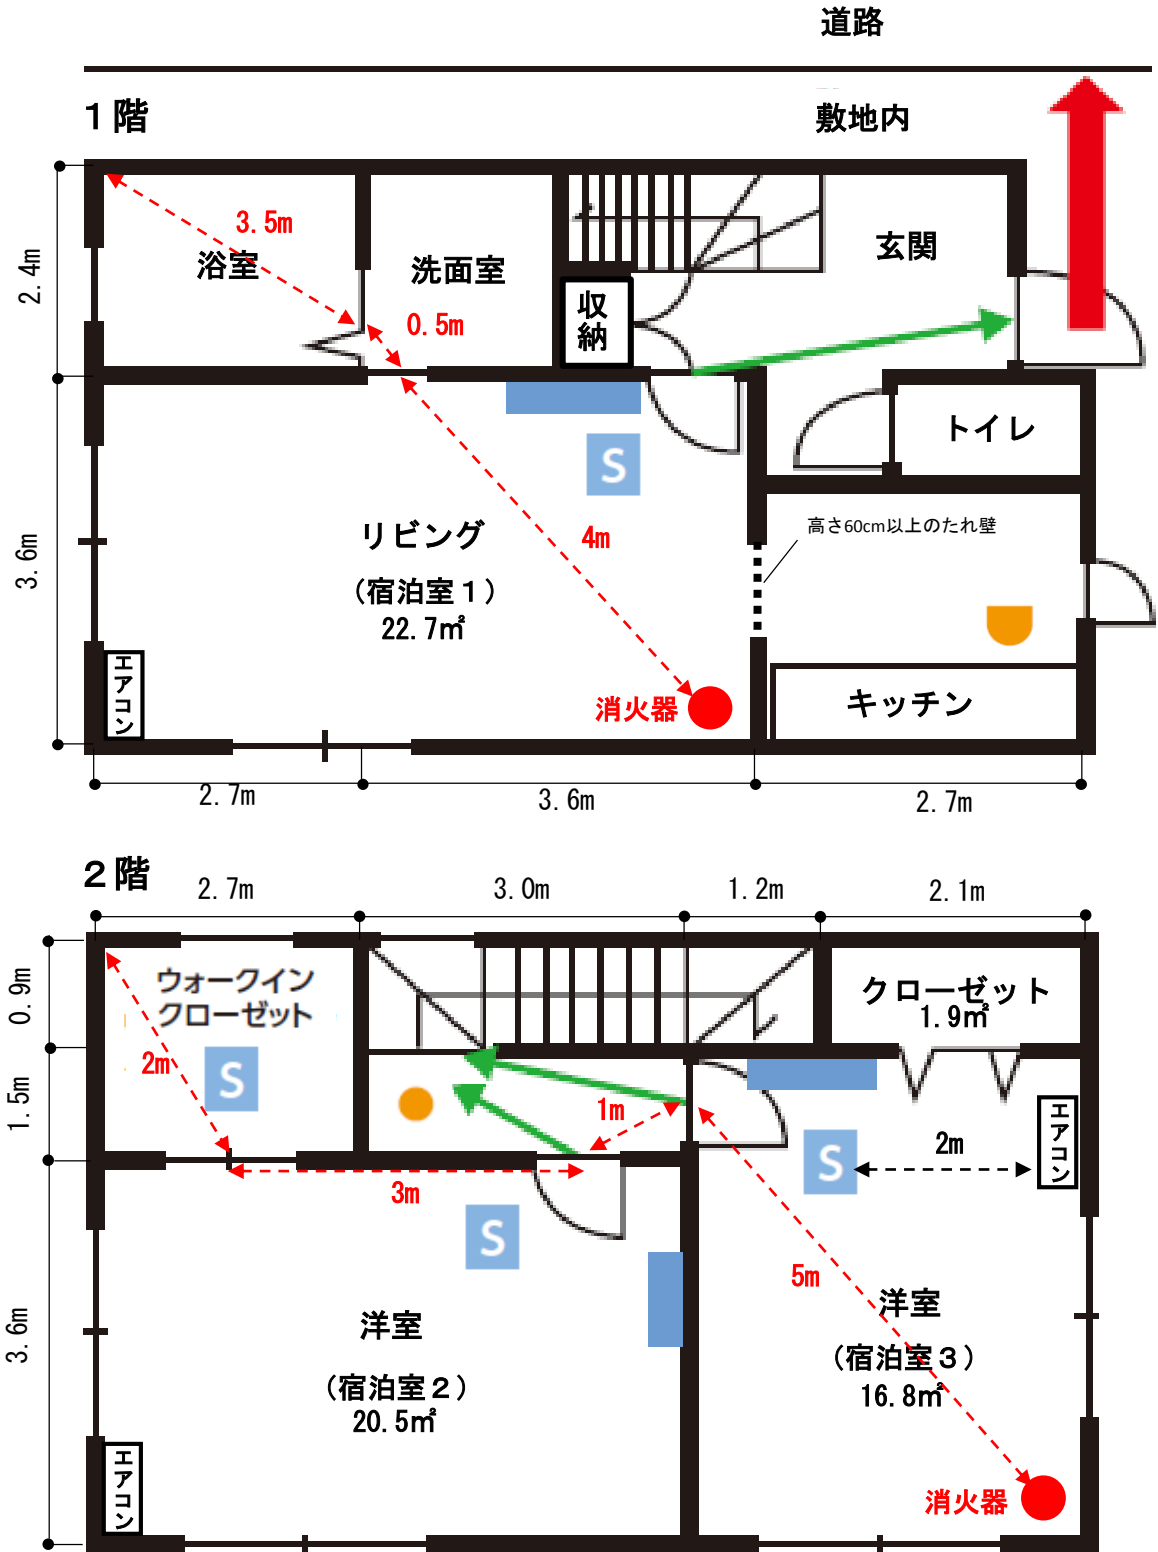 道路
1階
敷地内
3.5m
浴室
洗面室
玄関
2.4m
収
納
0.5m
S
トイレ
4m
高さ60cm以上のたれ壁
リビング
（宿泊室1）
22.7㎡
3.6m
エアコン
消火器
キッチン
2.7m
3.6m
2.7m
2階
2.7m
3.0m
1.2m
2.1m
0.9m
ウォークイン
クローゼット
クローゼット
1.9㎡
2m
S
1.5m
1m
エアコン
S
2m
3m
S
5m
洋室
（宿泊室2）
20.5㎡
洋室
（宿泊室3）
16.8㎡
3.6m
エアコン
消火器